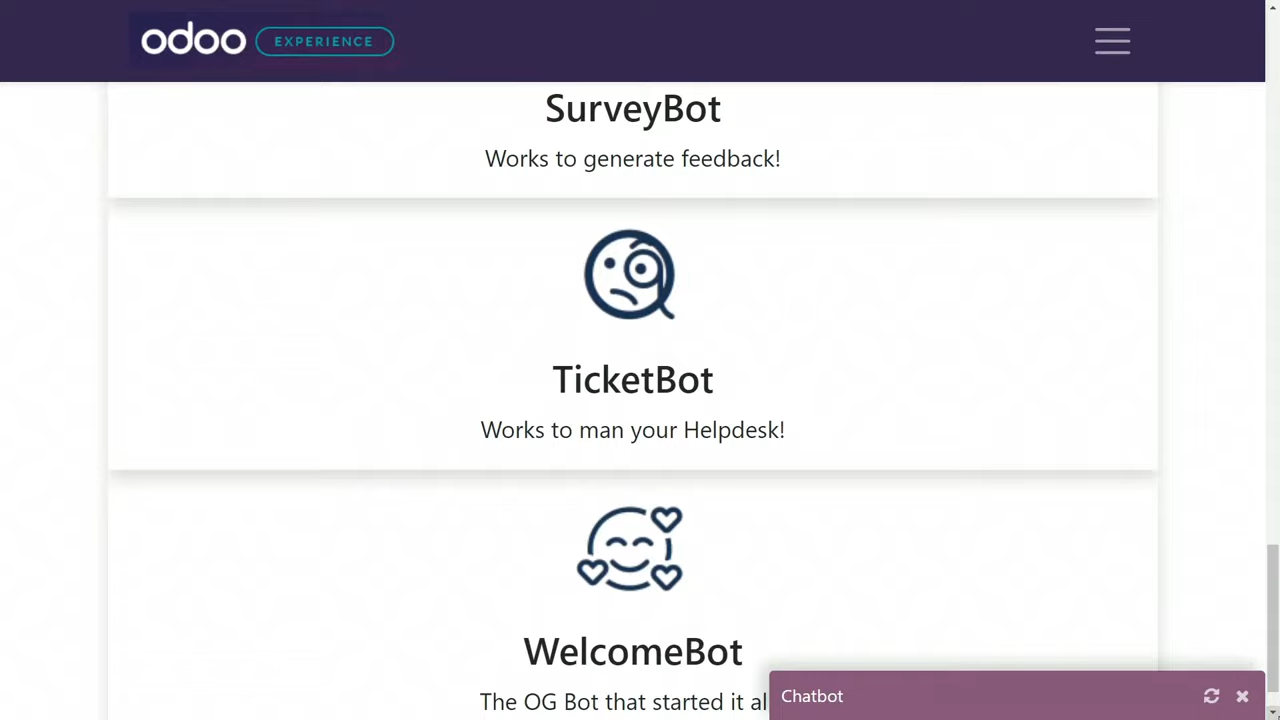 odoo EXPERIENCE
SurveyBot
Works to generate feedback!
TicketBot
Works to man your Helpdesk!
WelcomeBot
The OG Bot that started it
Chatbot